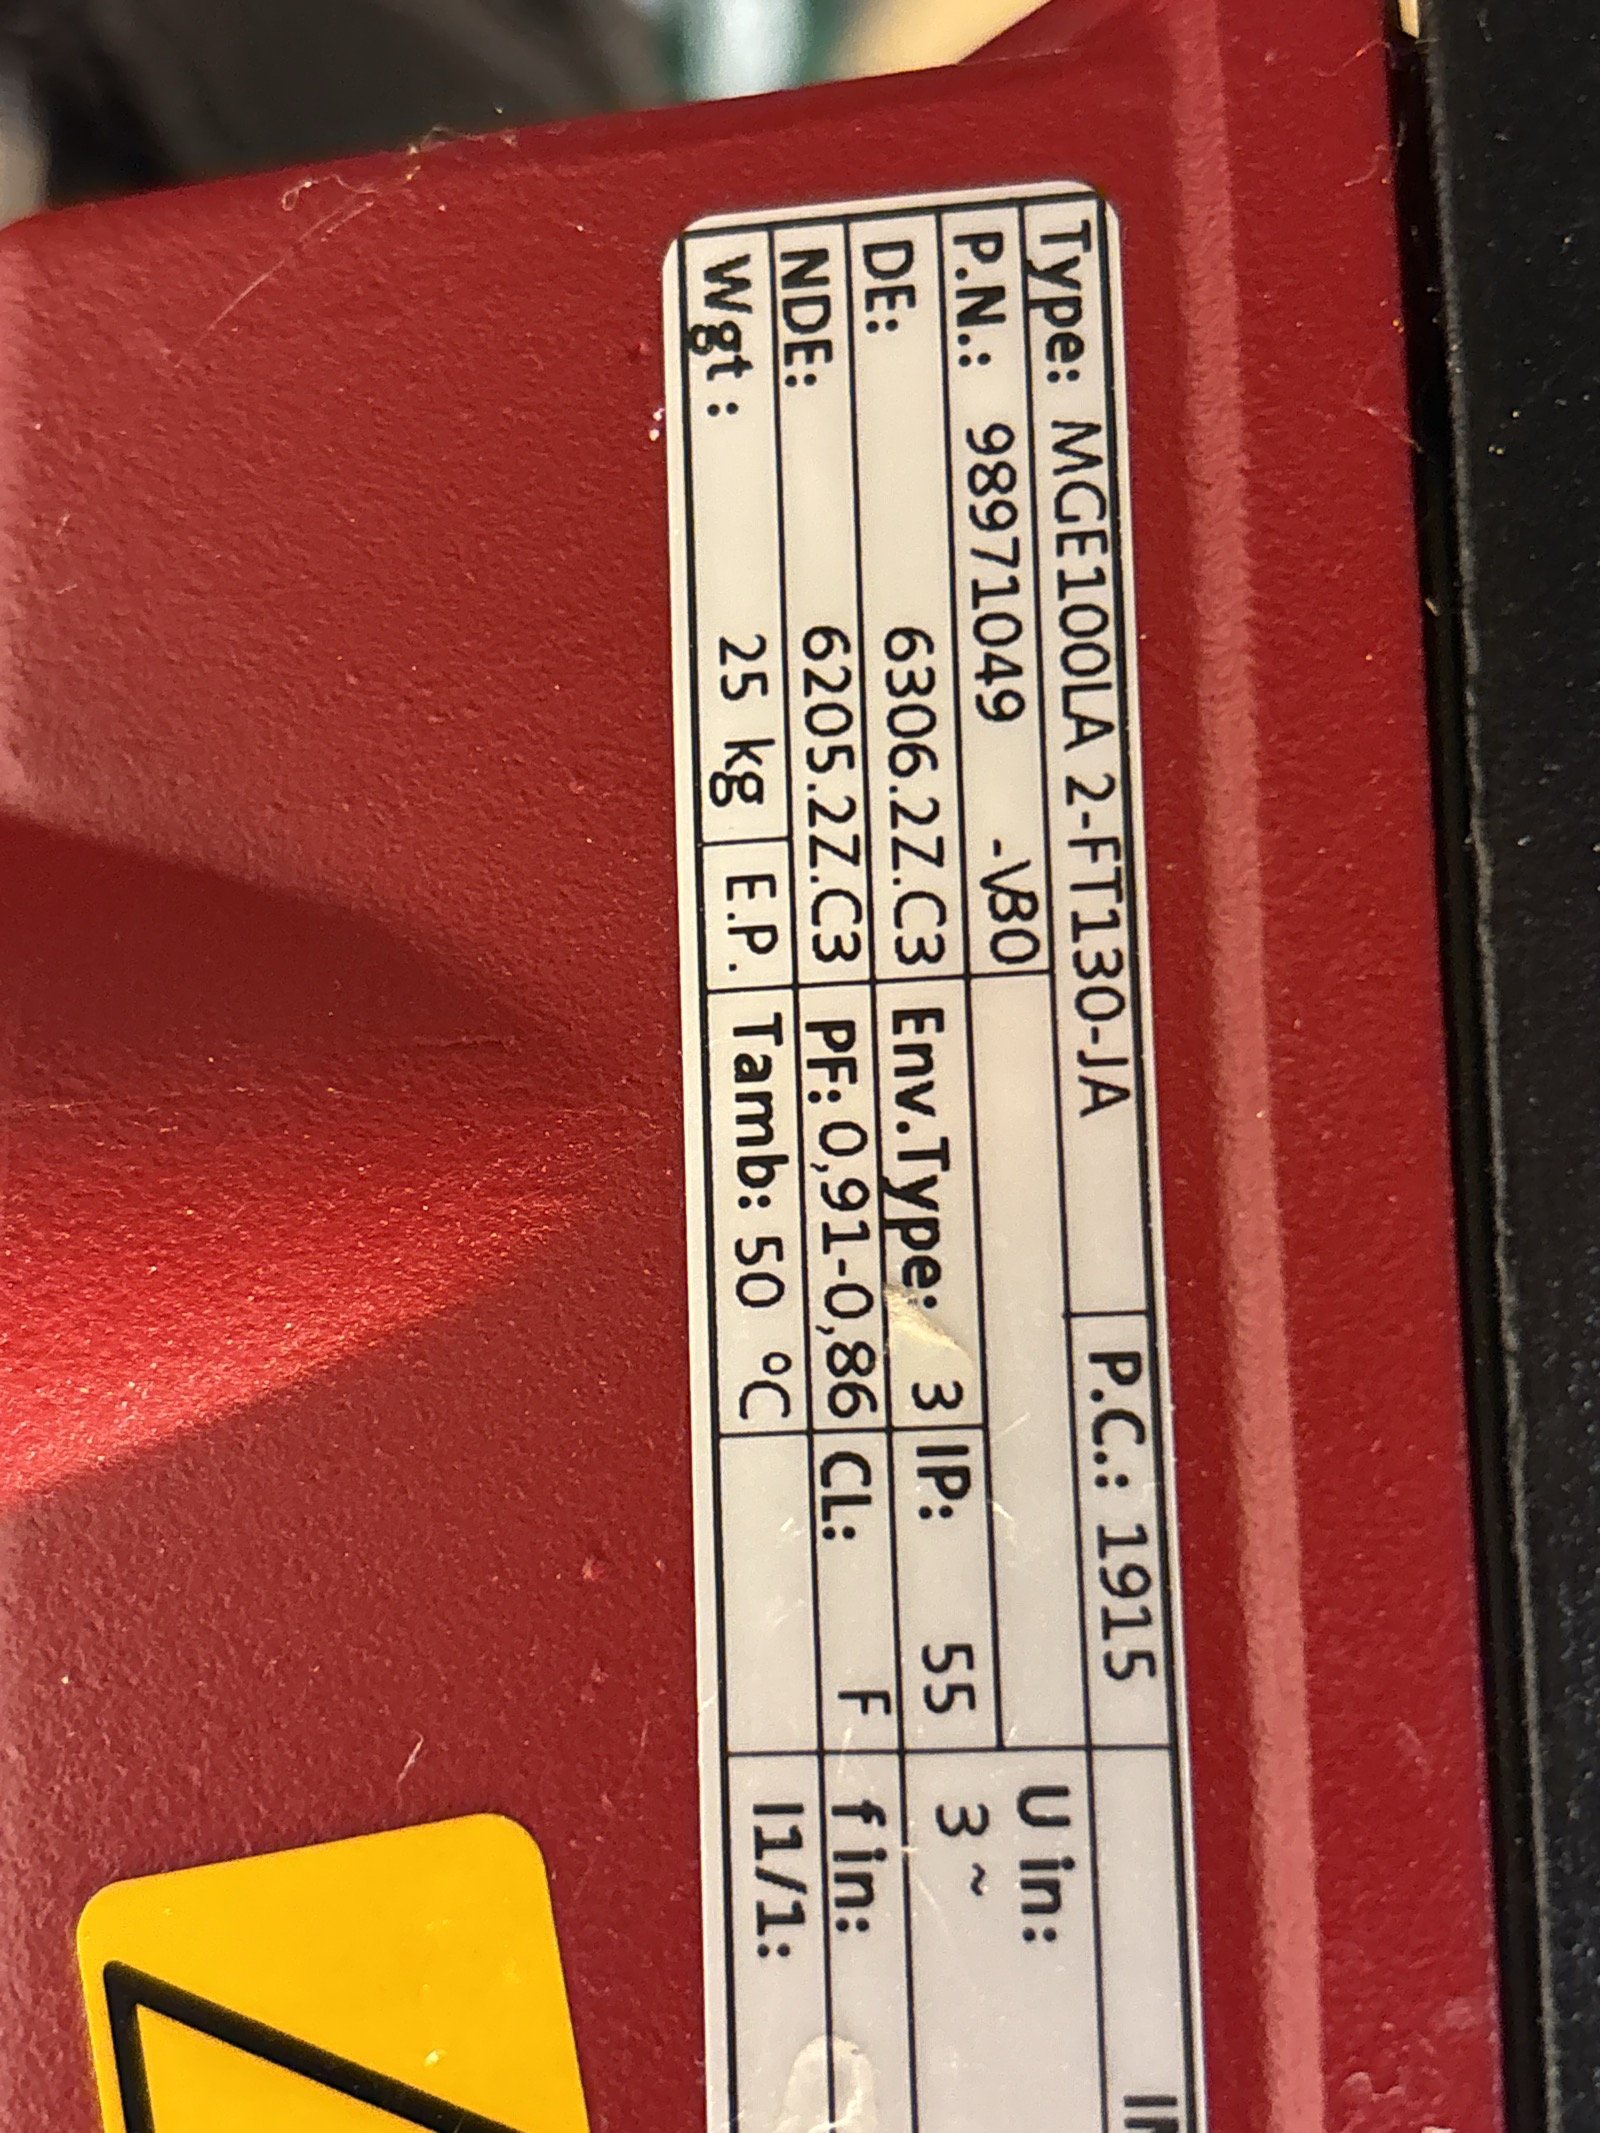 Type: MGE100LA 2-FT130-JA P.C.: 1915
P.N.: 98971049 -V30
U in:
DE: 6306.2Z.C3 Env.Type: 3 IP: 55 3 ~
NDE: 6205.2Z.C3 PF: 0,91-0,86 CL: F f in:
Wgt : 25 kg E.P. Tamb: 50 °C I1/1: